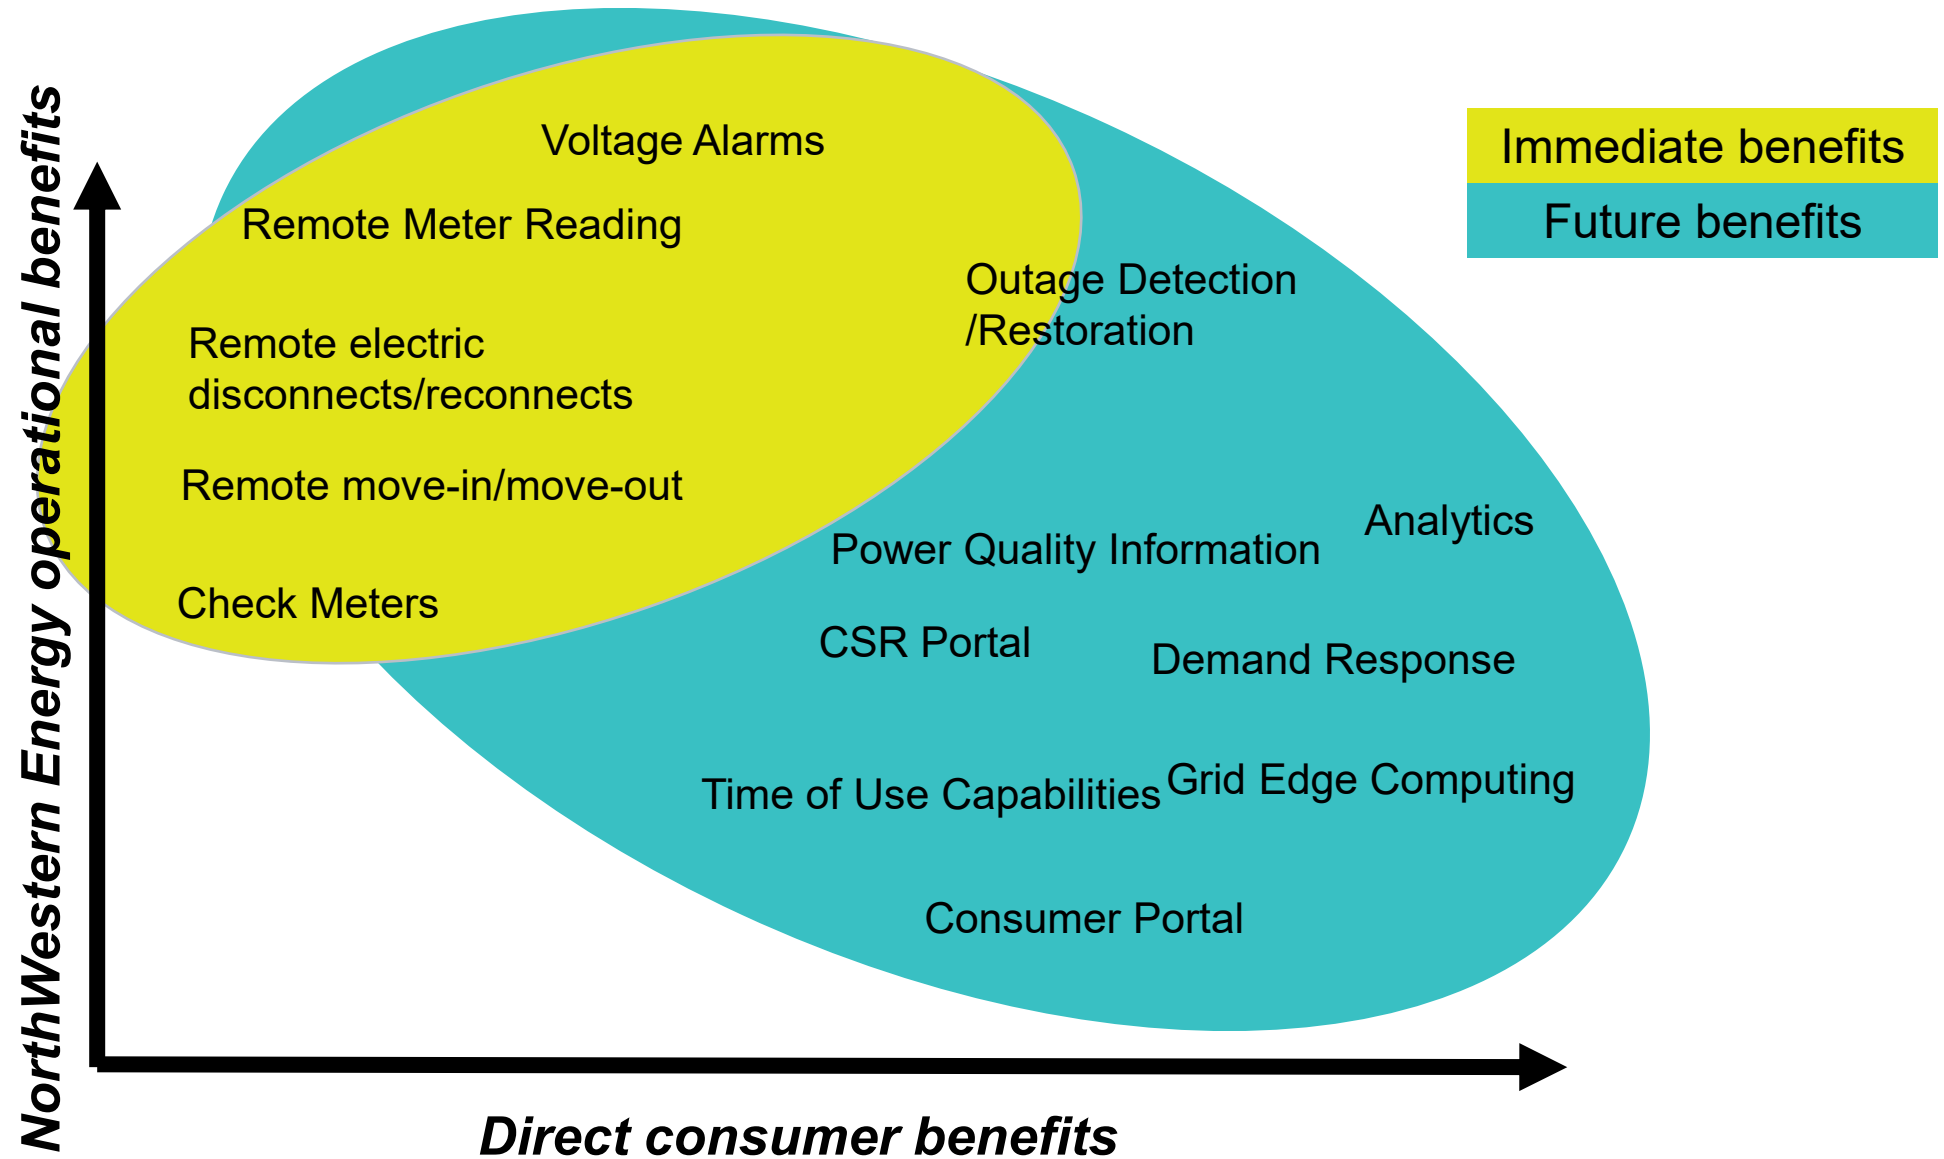 NorthWestern Energy operational benefits
Voltage Alarms
Remote Meter Reading
Outage Detection
/Restoration
Remote electric
disconnects/reconnects
Remote move-in/move-out
Check Meters
Power Quality Information
Analytics
CSR Portal
Demand Response
Time of Use Capabilities
Grid Edge Computing
Consumer Portal
Direct consumer benefits
Immediate benefits
Future benefits